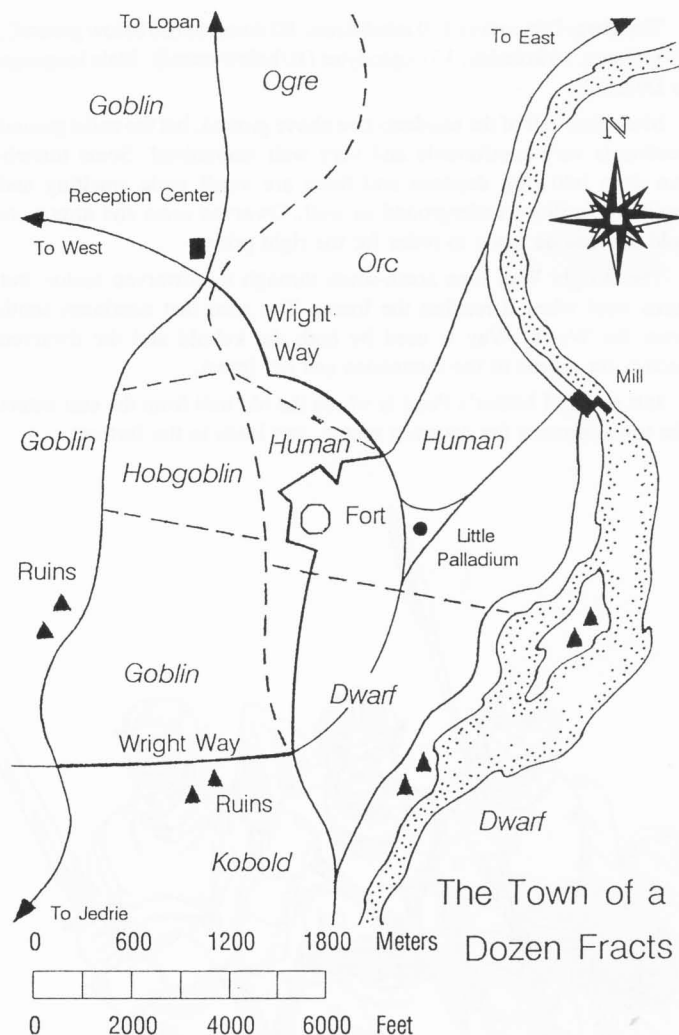 To Lopan
To East
Ogre
Goblin
N
Reception Center
To West
Orc
Wright
Way
Mill
Goblin
Human
Human
Hobgoblin
Fort
Little
Palladium
Ruins
Goblin
Dwarf
Wright Way
Ruins
Dwarf
Kobold
The Town of a
Dozen Fracts
To Jedrie
0 600 1200 1800 Meters
0 2000 4000 6000 Feet